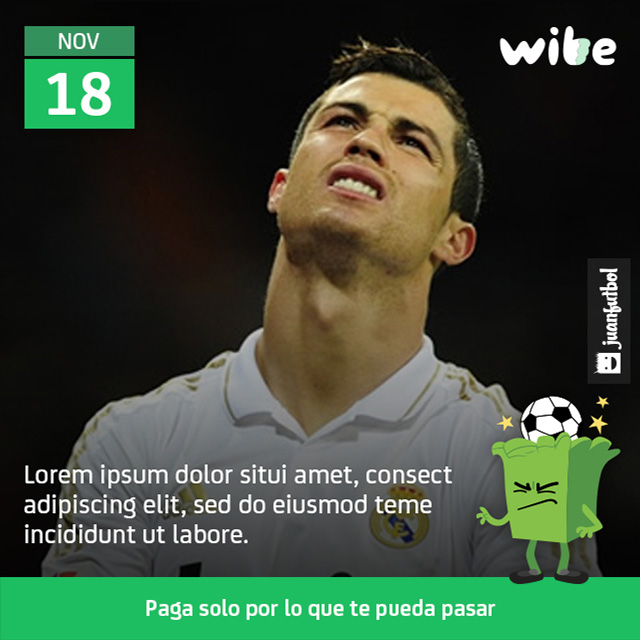 NOV
18
wibe
juanfutbol
Lorem ipsum dolor situi amet, consect
adipiscing elit, sed do eiusmod teme
incididunt ut labore.
Paga solo por lo que te pueda pasar